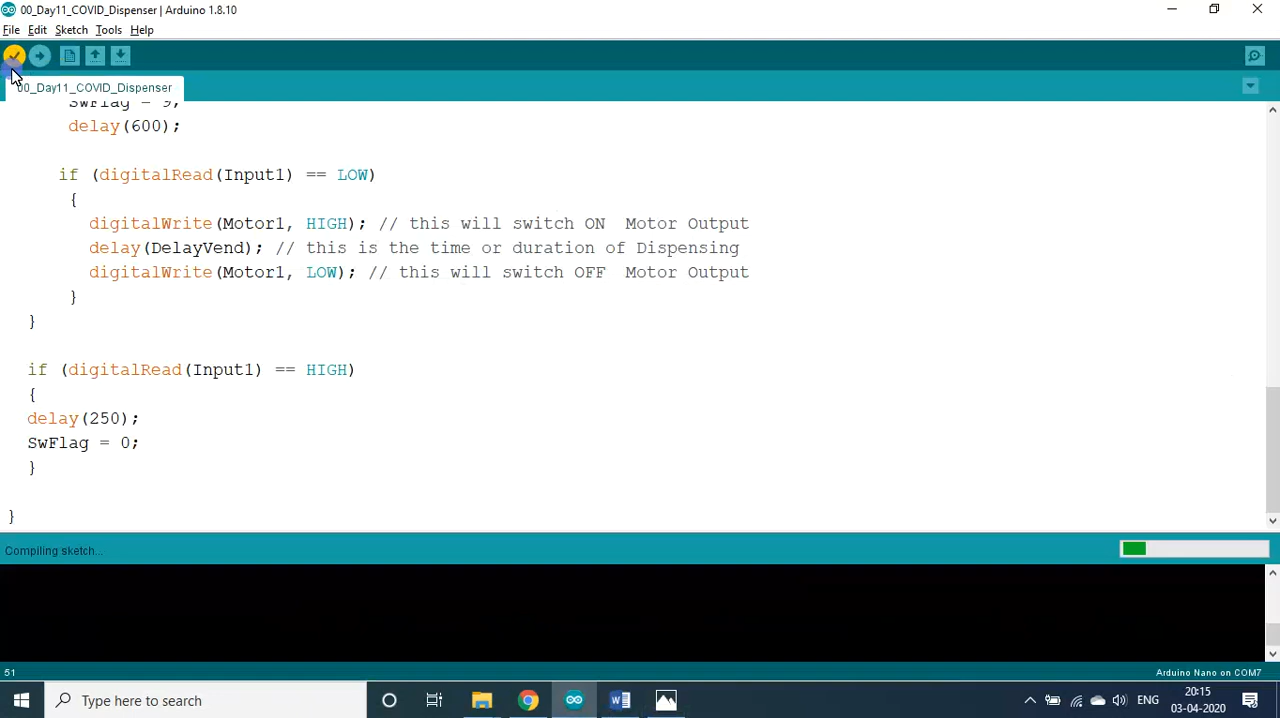 00_Day11_COVID_Dispenser | Arduino 1.8.10
File Edit Sketch Tools Help
00_Day11_COVID_Dispenser
SwFlag = 9;
delay(600);
if (digitalRead(Input1) == LOW)
{
digitalWrite(Motor1, HIGH); // this will switch ON  Motor Output
delay(DelayVend); // this is the time or duration of Dispensing
digitalWrite(Motor1, LOW); // this will switch OFF  Motor Output
}
}
if (digitalRead(Input1) == HIGH)
{
delay(250);
SwFlag = 0;
}
}
Compiling sketch...
51
Arduino Nano on COM7
Type here to search
ENG
20:15
03-04-2020